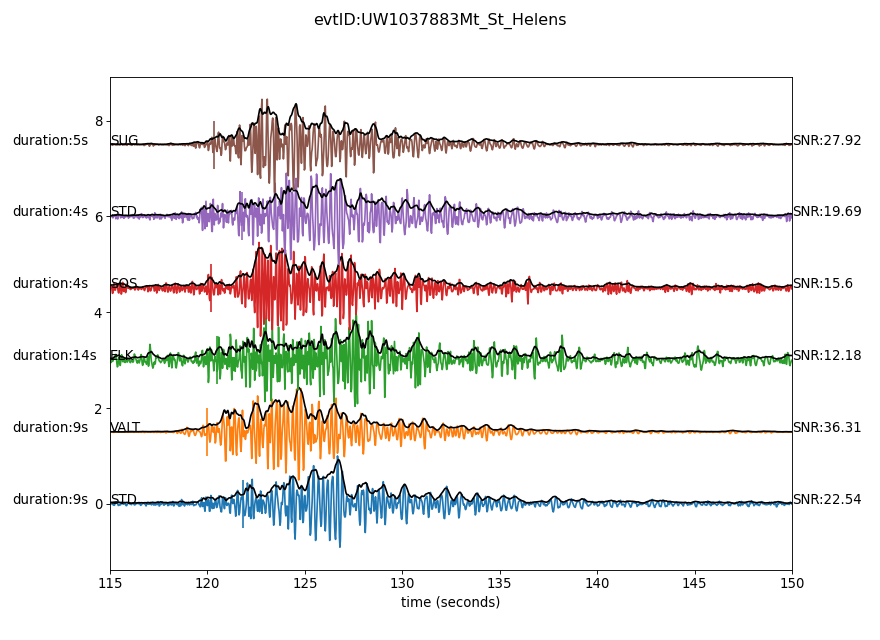 evtID:UW1037883Mt_St_Helens
8
duration:5s SUG SNR:27.92
duration:4s STD SNR:19.69
6
duration:4s SOS SNR:15.6
4
duration:14s ELK SNR:12.18
2
duration:9s VALT SNR:36.31
duration:9s STD SNR:22.54
0
115 120 125 130 135 140 145 150
time (seconds)